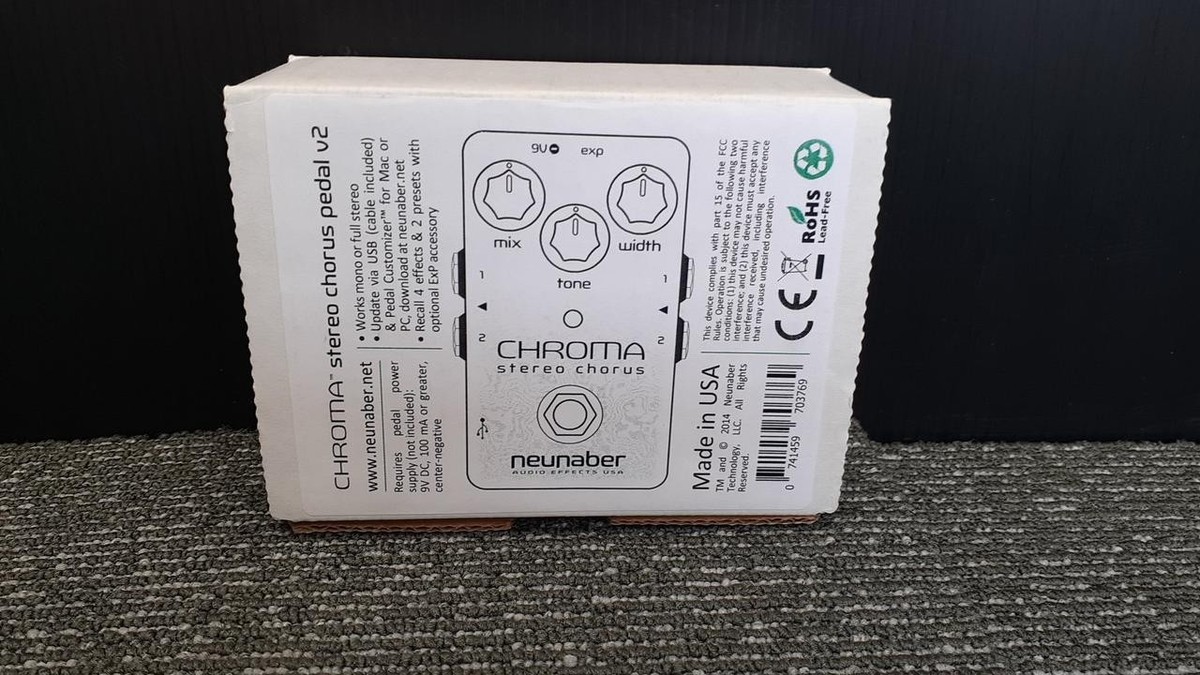 CHROMA™ stereo chorus pedal v2
www.neunaber.net
Requires pedal power
supply (not included):
9V DC, 100 mA or greater,
center-negative
• Works mono or full stereo
• Update via USB (cable included)
& Pedal Customizer™ for Mac or
PC, download at neunaber.net
• Recall 4 effects & 2 presets with
optional ExP accessory
9V
exp
mix
width
tone
1
1
2
2
CHROMA
stereo chorus
neunaber
AUDIO EFFECTS USA
Made in USA
TM and © 2014 Neunaber
Technology, LLC. All Rights
Reserved.
This device complies with part 15 of the FCC
Rules. Operation is subject to the following two
conditions: (1) this device may not cause harmful
interference; and (2) this device must accept any
interference received, including interference
that may cause undesired operation.
0 741459 703769
CE
RoHS
Lead-Free